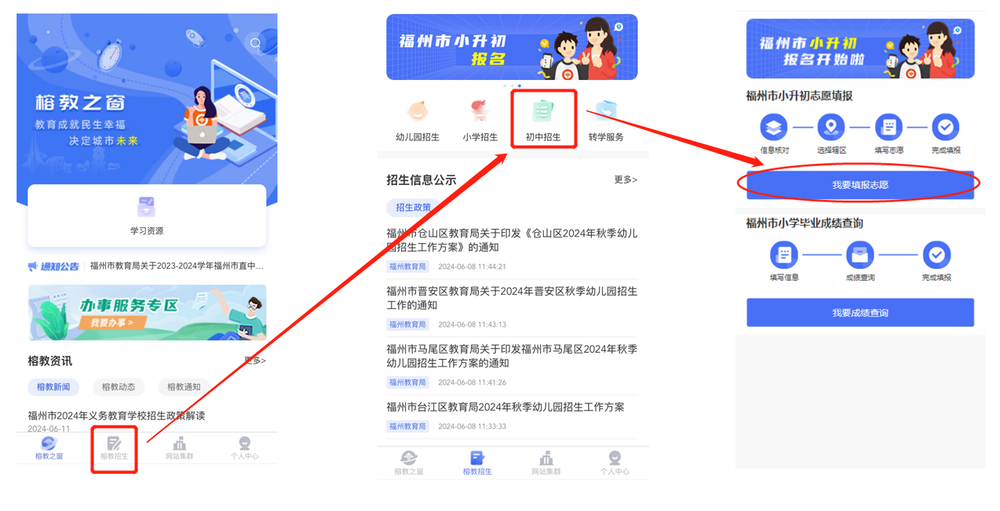 榕教之窗
教育成就民生幸福
决定城市未来
学习资源
通知公告
福州市教育局关于2023-2024学年福州市直中...
办事服务专区
我要办事 >
榕教资讯
更多>
榕教新闻
榕教动态
榕教通知
福州市2024年义务教育学校招生政策解读
2024-06-11
榕教之窗
榕教招生
网站集群
个人中心
福州市小升初
报名
幼儿园招生
小学招生
初中招生
转学服务
招生信息公示
更多>
招生政策
福州市仓山区教育局关于印发《仓山区2024年秋季幼儿
园招生工作方案》的通知
福州教育局 2024-06-08 11:44:21
福州市晋安区教育局关于2024年晋安区秋季幼儿园招生
工作的通知
福州教育局 2024-06-08 11:43:13
福州市马尾区教育局关于印发福州市马尾区2024年秋季
幼儿园招生工作方案的通知
福州教育局 2024-06-08 11:41:26
福州市台江区教育局2024年秋季幼儿园招生工作方案
福州教育局 2024-06-08 11:33:33
榕教之窗
榕教招生
网站集群
个人中心
福州市小升初
报名开始啦
福州市小升初志愿填报
信息核对
选择辖区
填写志愿
完成填报
我要填报志愿
福州市小学毕业成绩查询
填写信息
成绩查询
完成填报
我要成绩查询